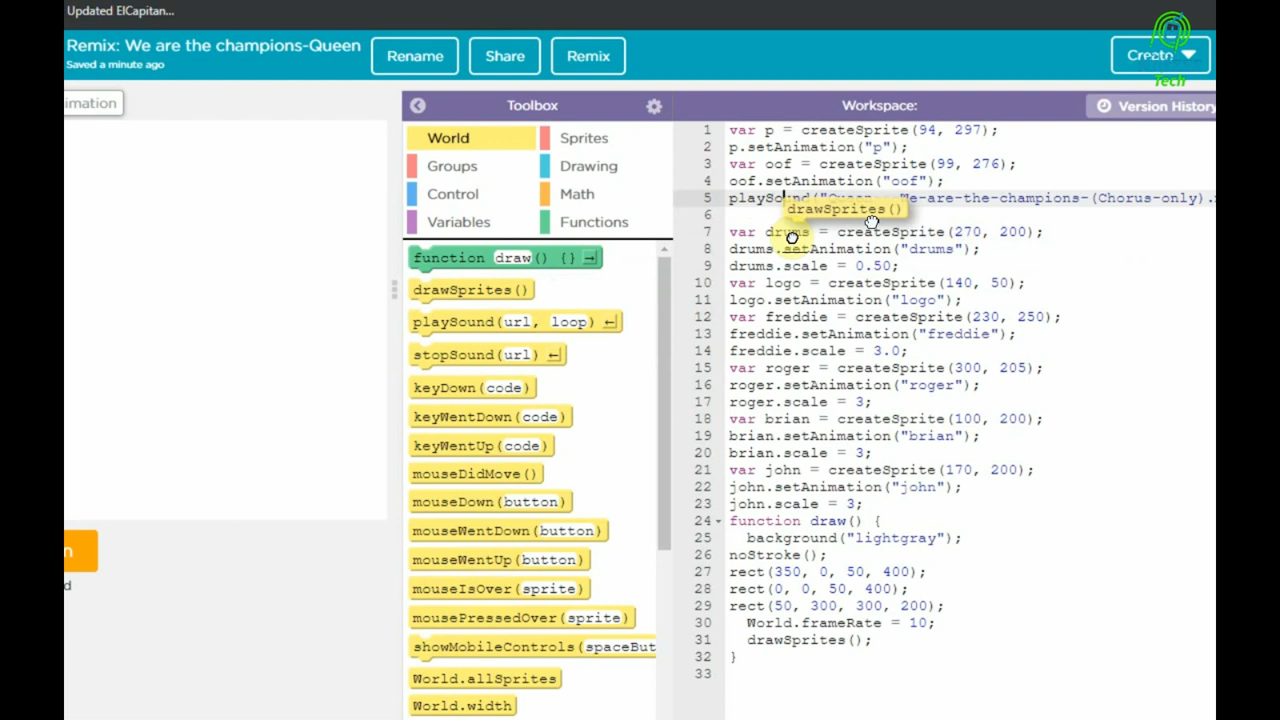 Updated ElCapitan...
Remix: We are the champions-Queen
Saved a minute ago
Rename
Share
Remix
Create
Tech
imation
Toolbox
Workspace:
Version History
World
Sprites
Groups
Drawing
Control
Math
Variables
Functions
function draw() {}
drawSprites()
playSound(url, loop)
stopSound(url)
keyDown(code)
keyWentDown(code)
keyWentUp(code)
mouseDidMove()
mouseDown(button)
mouseWentDown(button)
mouseWentUp(button)
mouseIsOver(sprite)
mousePressedOver(sprite)
showMobileControls(spaceBut
World.allSprites
World.width
n
d
1 var p = createSprite(94, 297);
2 p.setAnimation("p");
3 var oof = createSprite(99, 276);
4 oof.setAnimation("oof");
5 playSound("Queen We-are-the-champions-(Chorus-only).
drawSprites()
6
7 var drums = createSprite(270, 200);
8 drums.setAnimation("drums");
9 drums.scale = 0.50;
10 var logo = createSprite(140, 50);
11 logo.setAnimation("logo");
12 var freddie = createSprite(230, 250);
13 freddie.setAnimation("freddie");
14 freddie.scale = 3.0;
15 var roger = createSprite(300, 205);
16 roger.setAnimation("roger");
17 roger.scale = 3;
18 var brian = createSprite(100, 200);
19 brian.setAnimation("brian");
20 brian.scale = 3;
21 var john = createSprite(170, 200);
22 john.setAnimation("john");
23 john.scale = 3;
24 function draw() {
25 background("lightgray");
26 noStroke();
27 rect(350, 0, 50, 400);
28 rect(0, 0, 50, 400);
29 rect(50, 300, 300, 200);
30 World.frameRate = 10;
31 drawSprites();
32 }
33